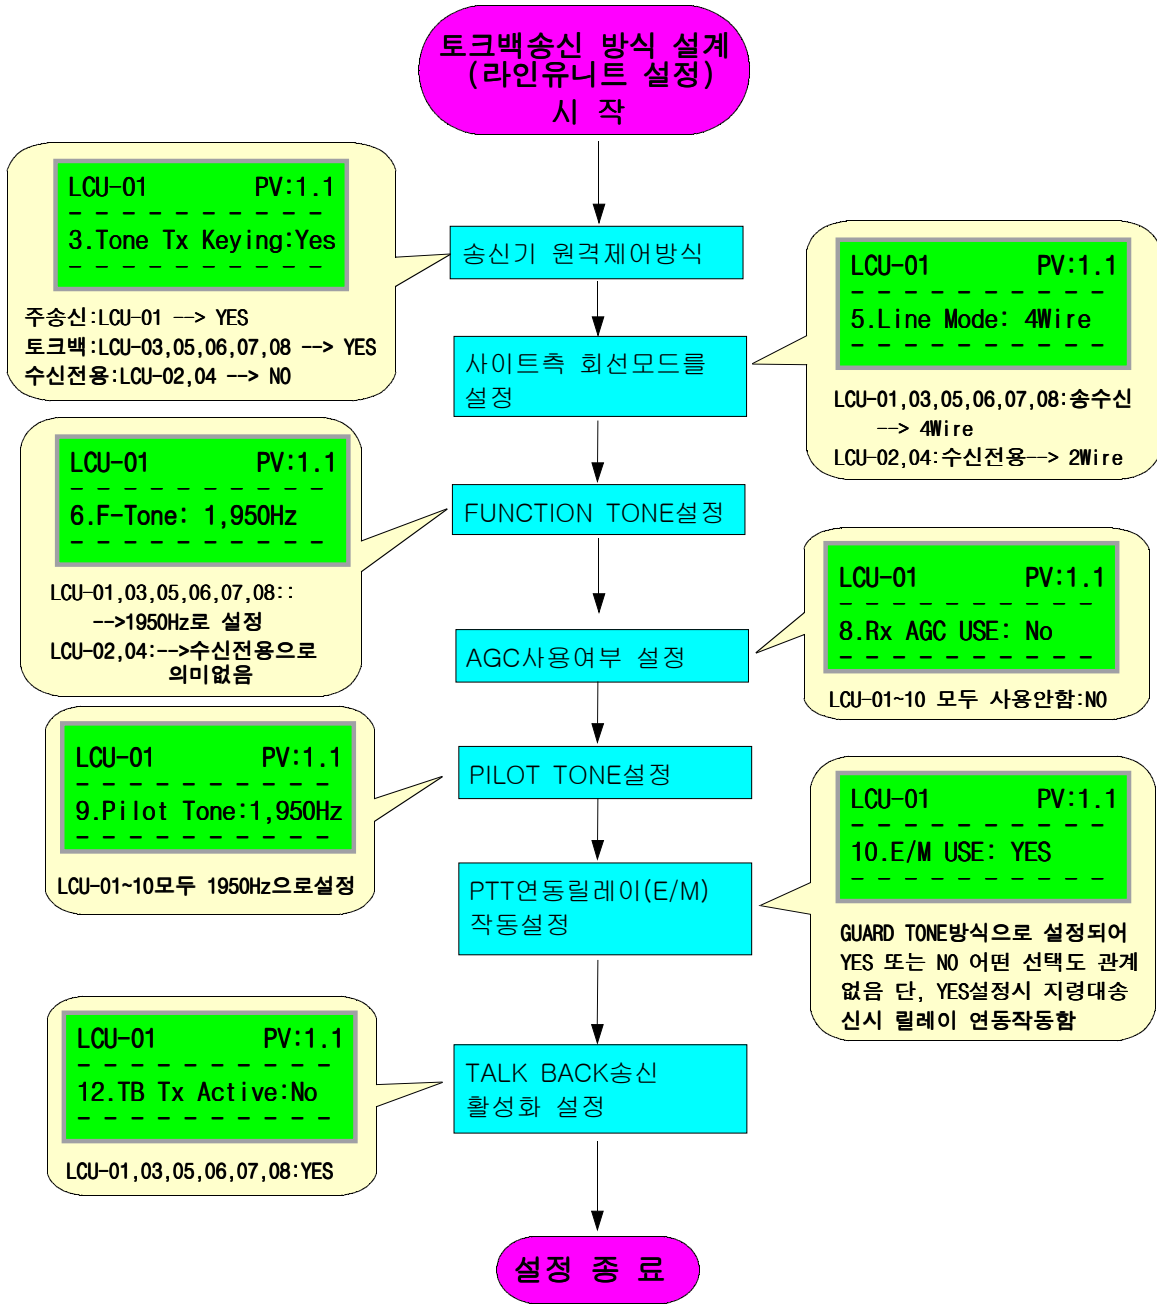 토크백송신 방식 설계
(라인유니트 설정)
시 작
LCU-01 PV:1.1
3.Tone Tx Keying:Yes
주송신:LCU-01 --> YES
토크백:LCU-03,05,06,07,08 --> YES
수신전용:LCU-02,04 --> NO
송신기 원격제어방식
LCU-01 PV:1.1
5.Line Mode: 4Wire
LCU-01,03,05,06,07,08:송수신
--> 4Wire
LCU-02,04:수신전용--> 2Wire
사이트측 회선모드를
설정
LCU-01 PV:1.1
6.F-Tone: 1,950Hz
LCU-01,03,05,06,07,08::
-->1950Hz로 설정
LCU-02,04:-->수신전용으로
의미없음
FUNCTION TONE설정
LCU-01 PV:1.1
8.Rx AGC USE: No
LCU-01~10 모두 사용안함:NO
AGC사용여부 설정
LCU-01 PV:1.1
9.Pilot Tone:1,950Hz
LCU-01~10모두 1950Hz으로설정
PILOT TONE설정
LCU-01 PV:1.1
10.E/M USE: YES
GUARD TONE방식으로 설정되어
YES 또는 NO 어떤 선택도 관계
없음 단, YES설정시 지령대송
신시 릴레이 연동작동함
PTT연동릴레이(E/M)
작동설정
LCU-01 PV:1.1
12.TB Tx Active:No
LCU-01,03,05,06,07,08:YES
TALK BACK송신
활성화 설정
설정 종 료